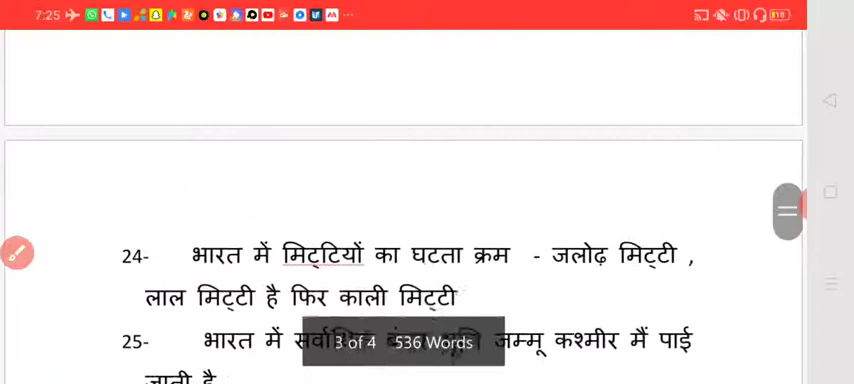 7:25
24- भारत में मिट्टियों का घटता क्रम - जलोढ़ मिट्टी ,
लाल मिट्टी है फिर काली मिट्टी
3 of 4 536 Words
25- भारत में जम्मू कश्मीर मैं पाई
जाती है